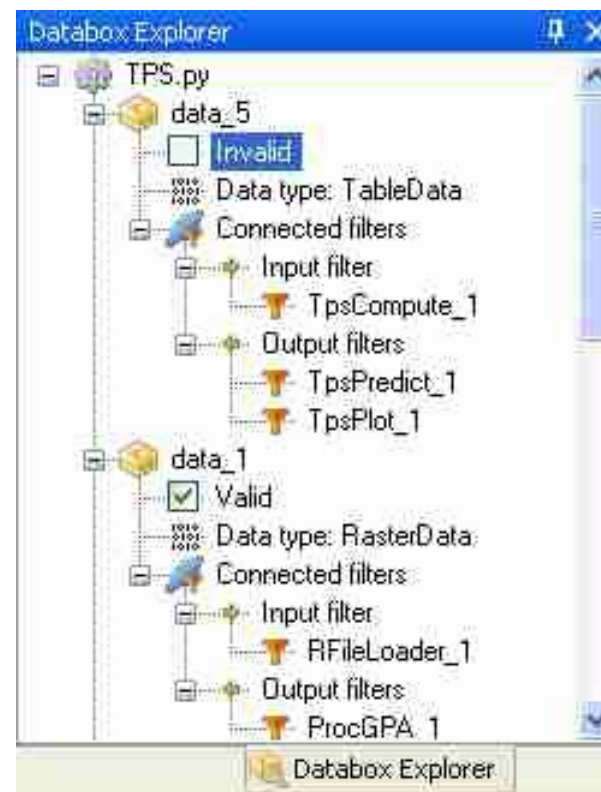 Databox Explorer
TPS.py
data_5
Invalid
Data type: TableData
Connected filters
Input filter
TpsCompute_1
Output filters
TpsPredict_1
TpsPlot_1
data_1
Valid
Data type: RasterData
Connected filters
Input filter
RFileLoader_1
Output filters
ProcGPA_1
Databox Explorer